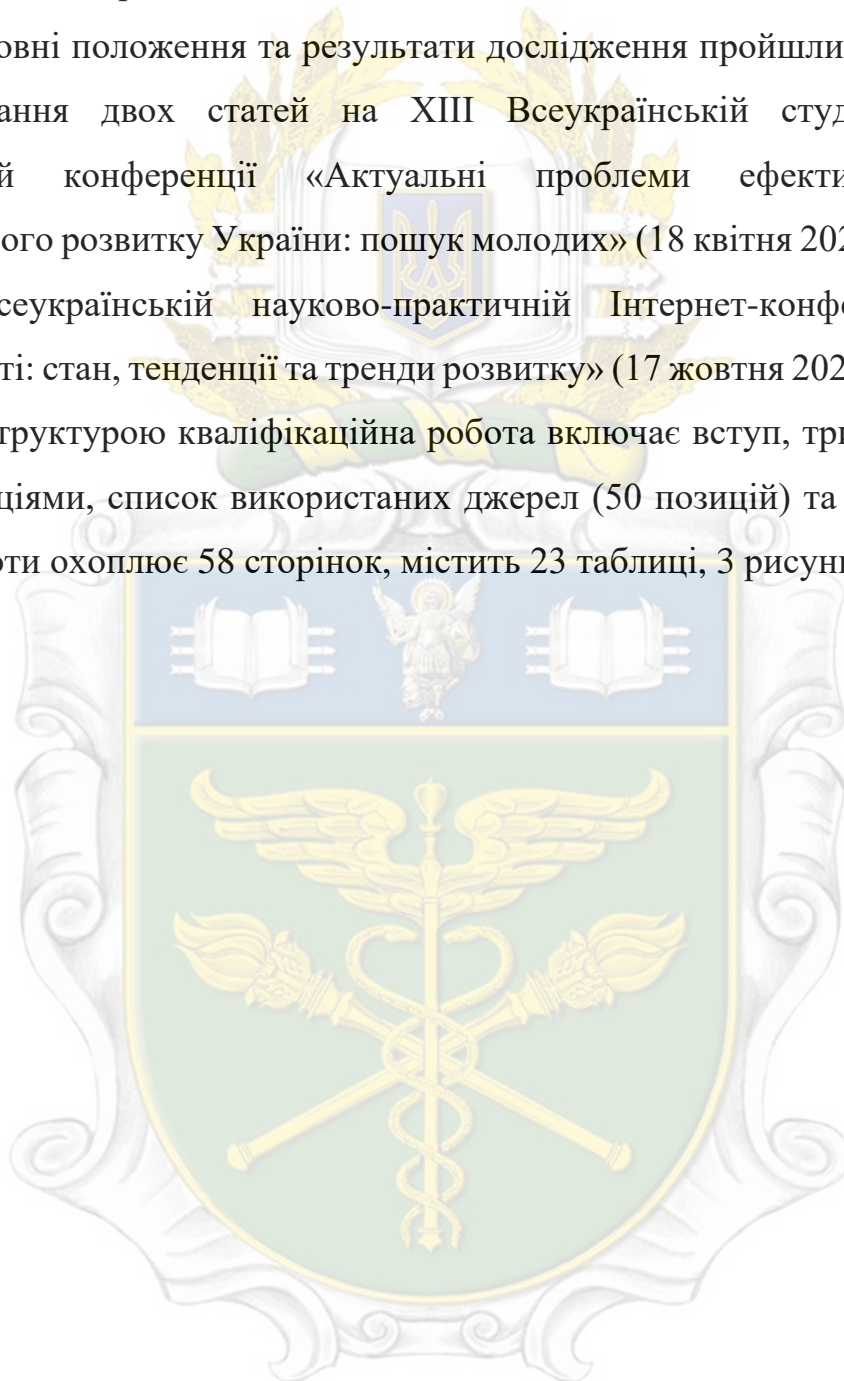 овні положення та результати дослідження пройшли
ання двох статей на XIII Всеукраїнській студ
й конференції «Актуальні проблеми ефекти
ого розвитку України: пошук молодих» (18 квітня 202
сеукраїнській науково-практичній Інтернет-конфе
ті: стан, тенденції та тренди розвитку» (17 жовтня 202
труктурою кваліфікаційна робота включає вступ, три
ціями, список використаних джерел (50 позицій) та
оти охоплює 58 сторінок, містить 23 таблиці, 3 рисун